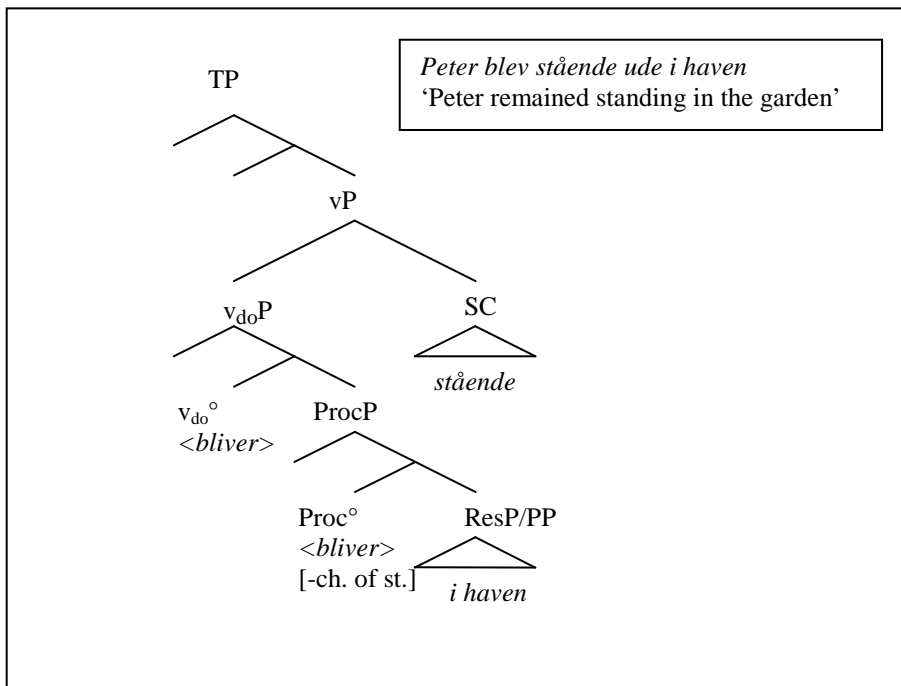 Peter blev stående ude i haven
‘Peter remained standing in the garden’
TP
vP
vdoP SC
stående
vdo° ProcP
<bliver>
Proc° ResP/PP
<bliver>
[-ch. of st.] i haven